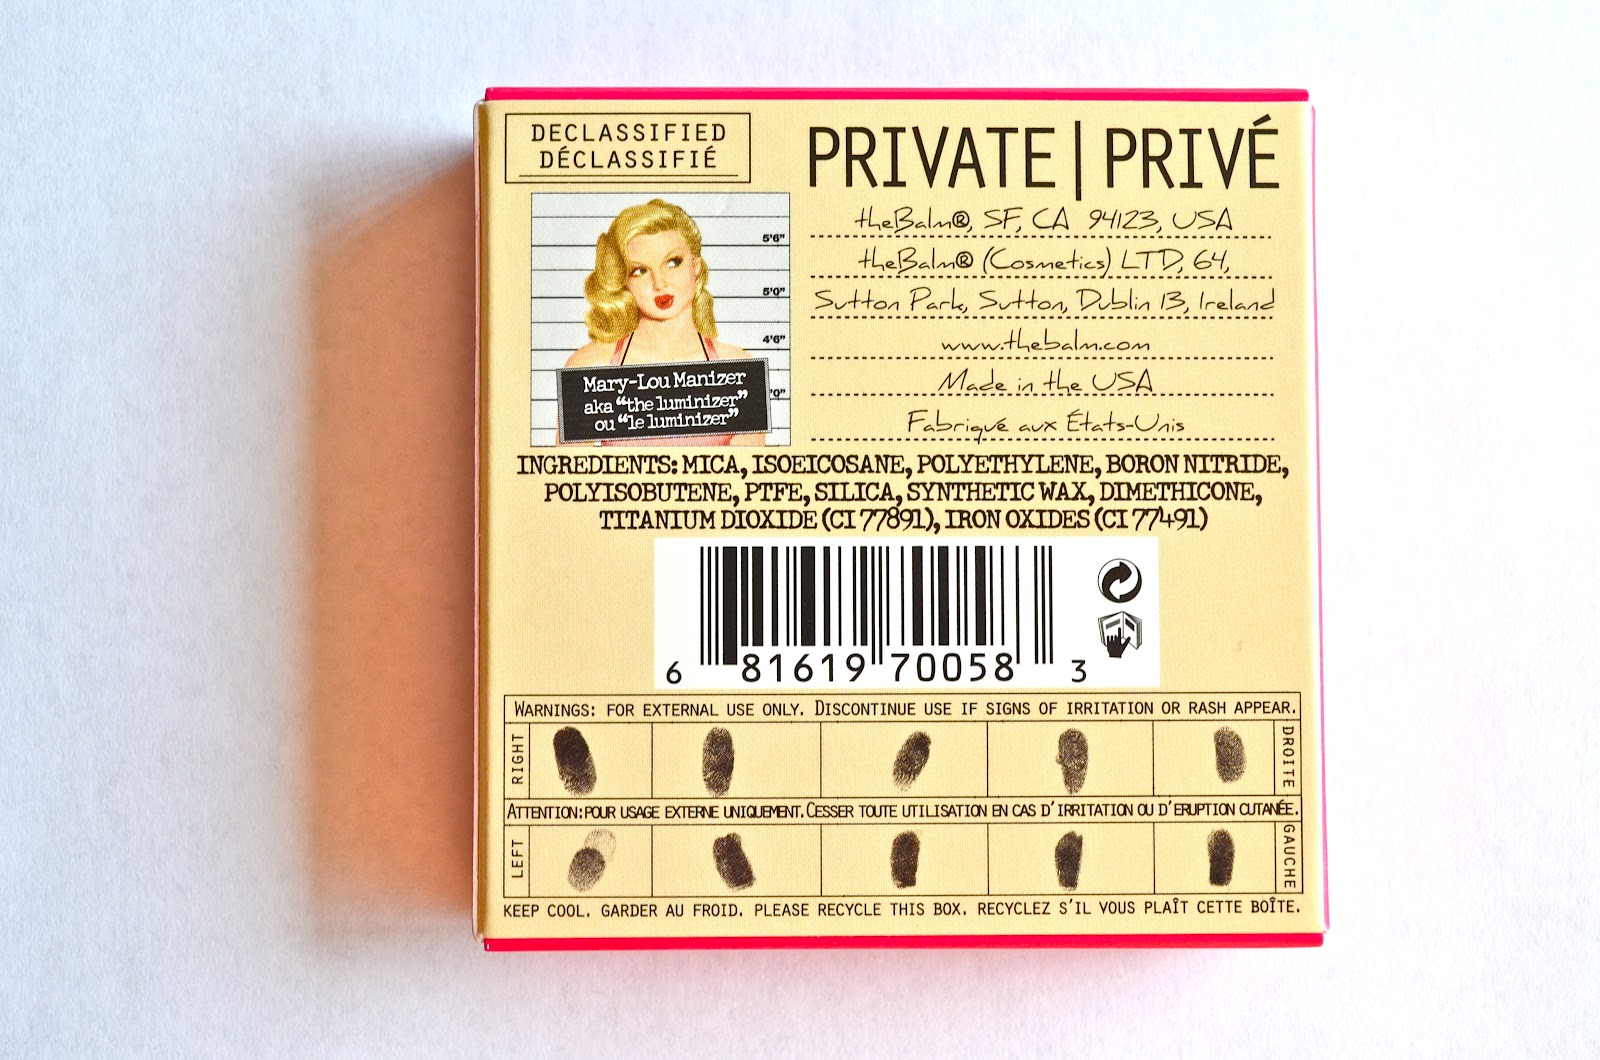 DECLASSIFIED
DÉCLASSIFIÉ
PRIVATE | PRIVÉ
theBalm®, SF, CA 94123, USA
theBalm® (Cosmetics) LTD, 64,
Sutton Park, Sutton, Dublin 13, Ireland
www.thebalm.com
Made in the USA
Fabriqué aux États-Unis
5'6"
5'0"
4'6"
'0"
Mary-Lou Manizer
aka "the luminizer"
ou "le luminizer"
INGREDIENTS: MICA, ISOEICOSANE, POLYETHYLENE, BORON NITRIDE,
POLYISOBUTENE, PTFE, SILICA, SYNTHETIC WAX, DIMETHICONE,
TITANIUM DIOXIDE (CI 77891), IRON OXIDES (CI 77491)
6 81619 70058 3
WARNINGS: FOR EXTERNAL USE ONLY. DISCONTINUE USE IF SIGNS OF IRRITATION OR RASH APPEAR.
RIGHT
DROITE
ATTENTION: POUR USAGE EXTERNE UNIQUEMENT. CESSER TOUTE UTILISATION EN CAS D'IRRITATION OU D'ERUPTION CUTANÉE.
LEFT
GAUCHE
KEEP COOL. GARDER AU FROID. PLEASE RECYCLE THIS BOX. RECYCLEZ S'IL VOUS PLAÎT CETTE BOÎTE.